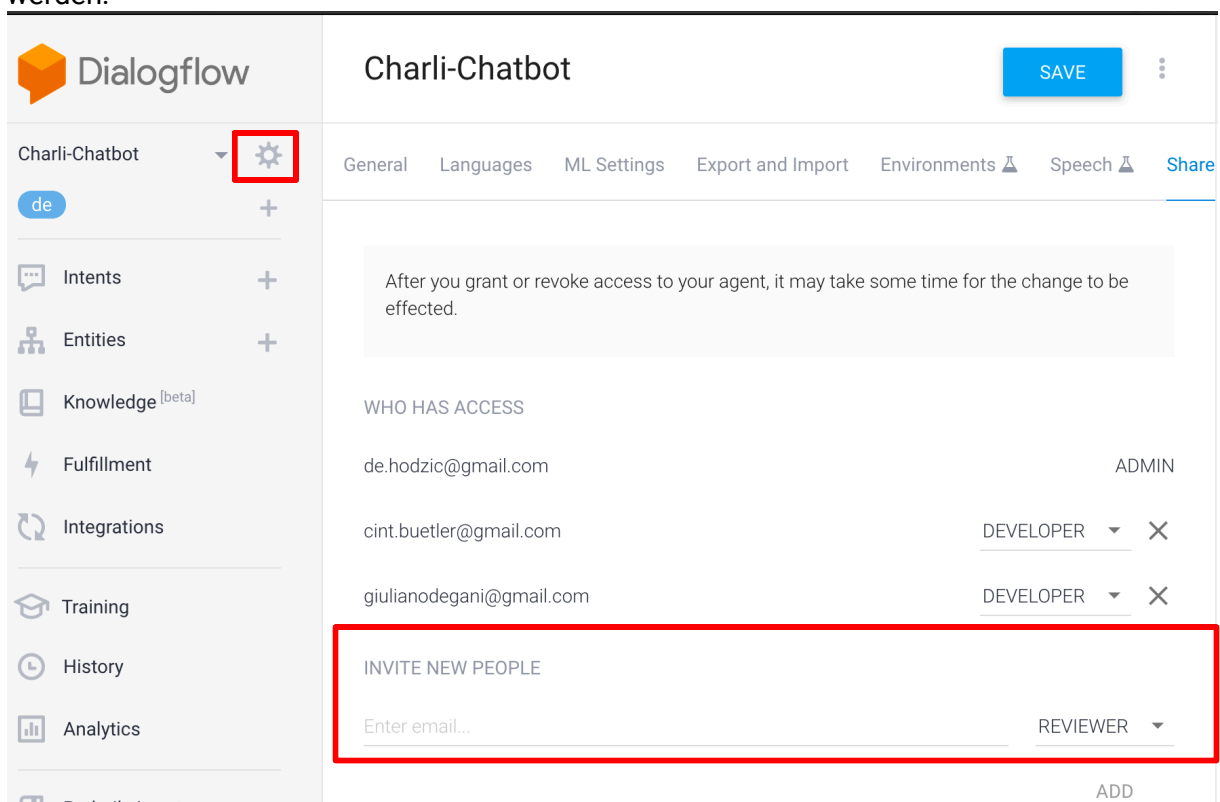 werden.
Dialogflow
Charli-Chatbot
SAVE
Charli-Chatbot
de
General Languages ML Settings Export and Import Environments Speech Share
Intents
Entities
Knowledge [beta]
Fulfillment
Integrations
Training
History
Analytics
After you grant or revoke access to your agent, it may take some time for the change to be
effected.
WHO HAS ACCESS
de.hodzic@gmail.com ADMIN
cint.buetler@gmail.com DEVELOPER
giulianodegani@gmail.com DEVELOPER
INVITE NEW PEOPLE
Enter email... REVIEWER
ADD